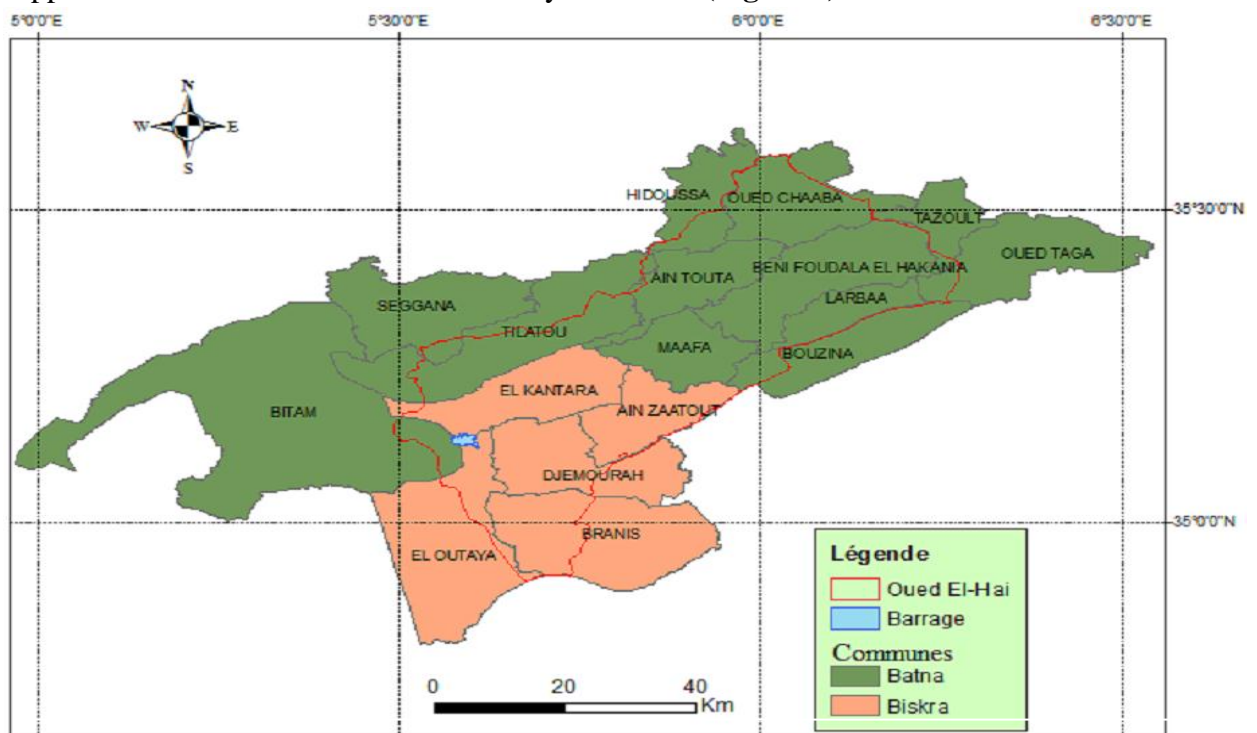 5°0'0"E 5°30'0"E 6°0'0"E 6°30'0"E
N
W E
S
HIDOUSSA
OUED CHAABA
35°30'0"N
TAZOULT
OUED TAGA
BENI FOUDALA EL HAKANIA
AIN TOUTA
LARBAA
SEGGANA
TILATOU
MAAFA
BOUZINA
EL KANTARA
BITAM
AIN ZAATOUT
DJEMOURAH
35°0'0"N
BRANIS
EL OUTAYA
Légende
Oued El-Hai
Barrage
Communes
Batna
Biskra
0 20 40
Km